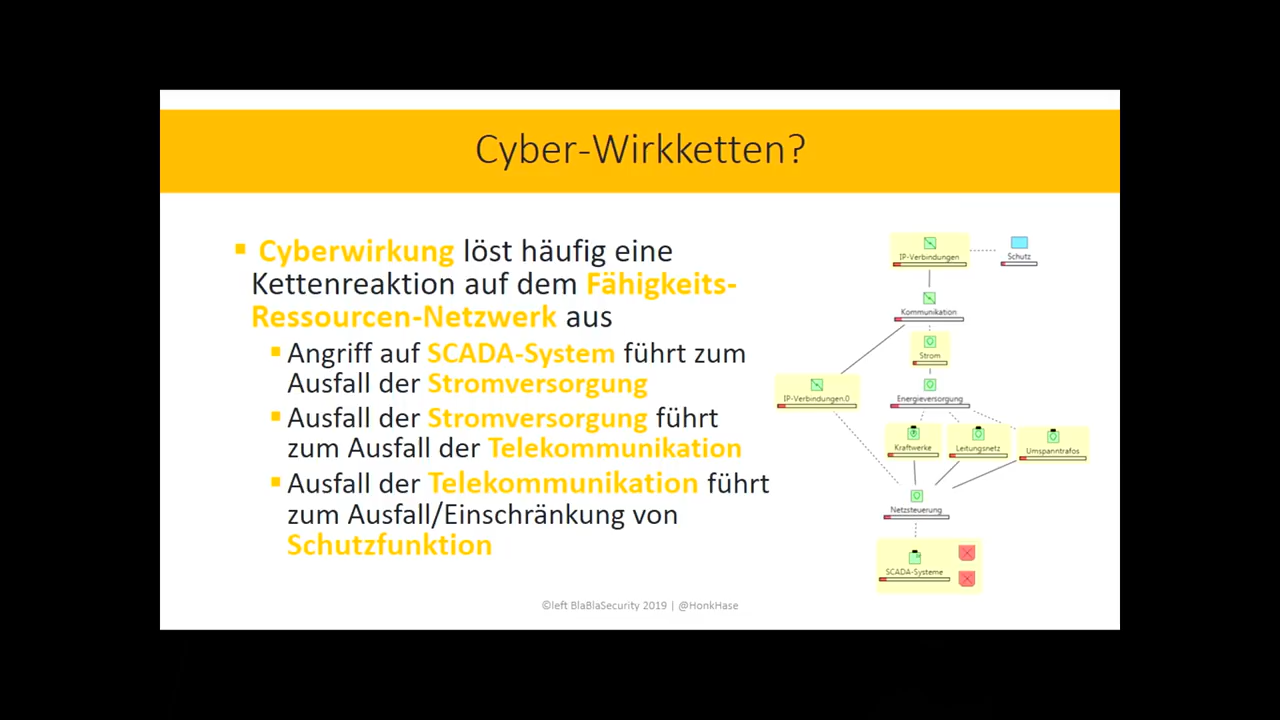 Cyber-Wirkketten?
Cyberwirkung löst häufig eine
Kettenreaktion auf dem Fähigkeits-
Ressourcen-Netzwerk aus
Angriff auf SCADA-System führt zum
Ausfall der Stromversorgung
Ausfall der Stromversorgung führt
zum Ausfall der Telekommunikation
Ausfall der Telekommunikation führt
zum Ausfall/Einschränkung von
Schutzfunktion
IP-Verbindungen
Schutz
Kommunikation
Strom
IP-Verbindungen.0
Energieversorgung
Kraftwerke
Leitungsnetz
Umspanntrafos
Netzsteuerung
SCADA-Systeme
©left BlaBlaSecurity 2019 | @HonkHase